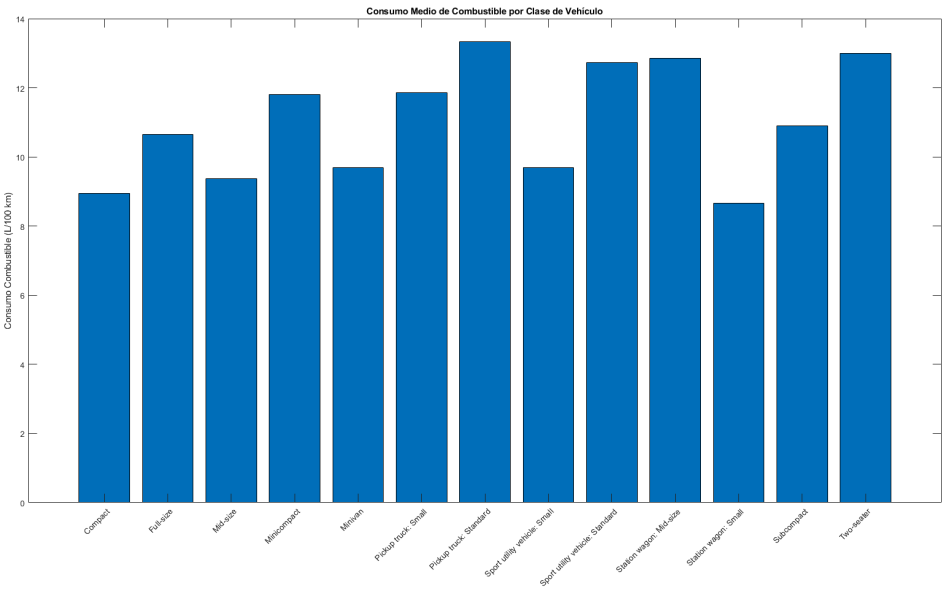 Consumo Medio de Combustible por Clase de Vehículo
Consumo Combustible (L/100 km)
14
12
10
8
6
4
2
0
Compact
Full-size
Mid-size
Minicompact
Minivan
Pickup truck: Small
Pickup truck: Standard
Sport utility vehicle: Small
Sport utility vehicle: Standard
Station wagon: Mid-size
Station wagon: Small
Subcompact
Two-seater